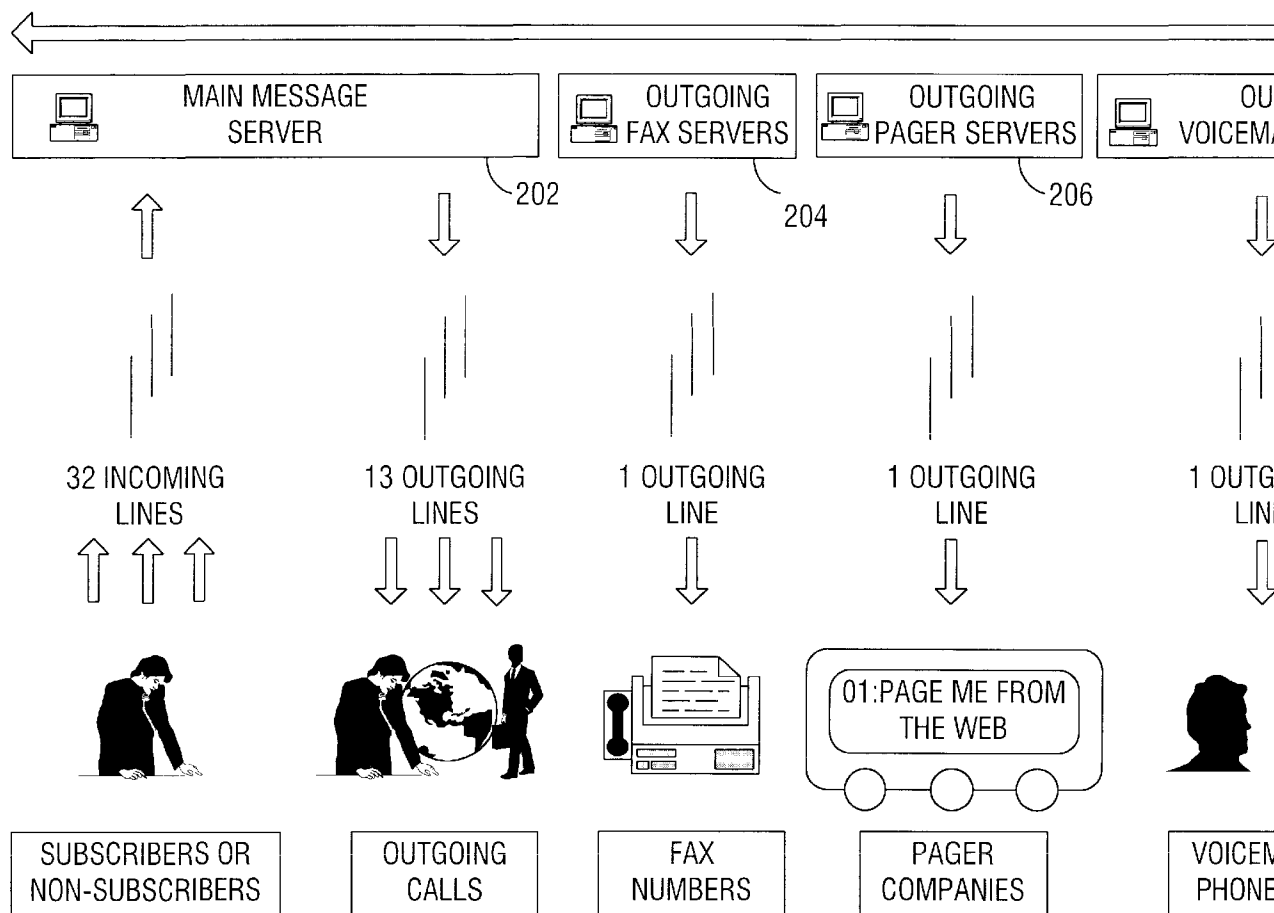 MAIN MESSAGE
SERVER
OUTGOING
FAX SERVERS
OUTGOING
PAGER SERVERS
202
204
206
32 INCOMING
LINES
13 OUTGOING
LINES
1 OUTGOING
LINE
1 OUTGOING
LINE
1
01:PAGE ME FROM
THE WEB
SUBSCRIBERS OR
NON-SUBSCRIBERS
OUTGOING
CALLS
FAX
NUMBERS
PAGER
COMPANIES